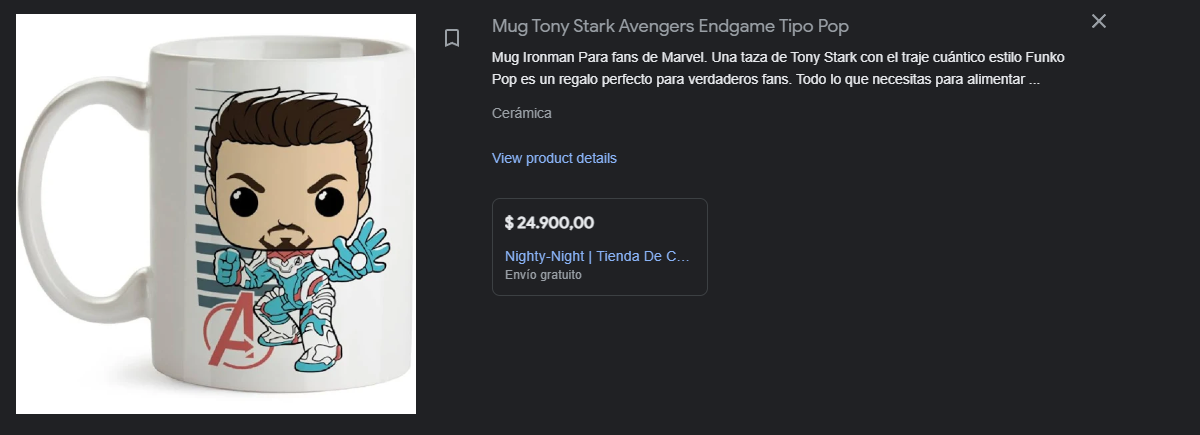 Mug Tony Stark Avengers Endgame Tipo Pop
Mug Ironman Para fans de Marvel. Una taza de Tony Stark con el traje cuántico estilo Funko
Pop es un regalo perfecto para verdaderos fans. Todo lo que necesitas para alimentar ...
Cerámica
View product details
$ 24.900,00
Nighty-Night | Tienda De C...
Envío gratuito